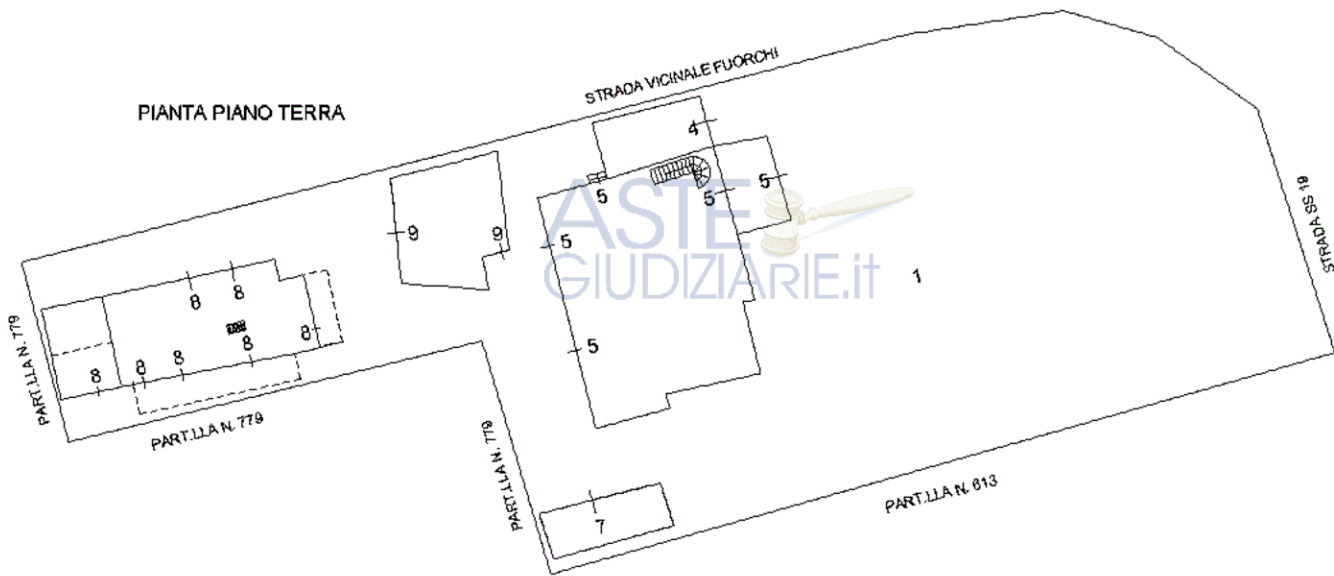 STRADA VICINALE FUORCHI
PIANTA PIANO TERRA
4
5
5
5
9
9
5
ASTE
GIUDIZIARIE.it
STRADA SS 19
1
8
8
PART.LLA N. 779
8
8
8
8
8
5
PART.LLA N. 779
PART.LLA N. 779
PART.LLA N. 613
7